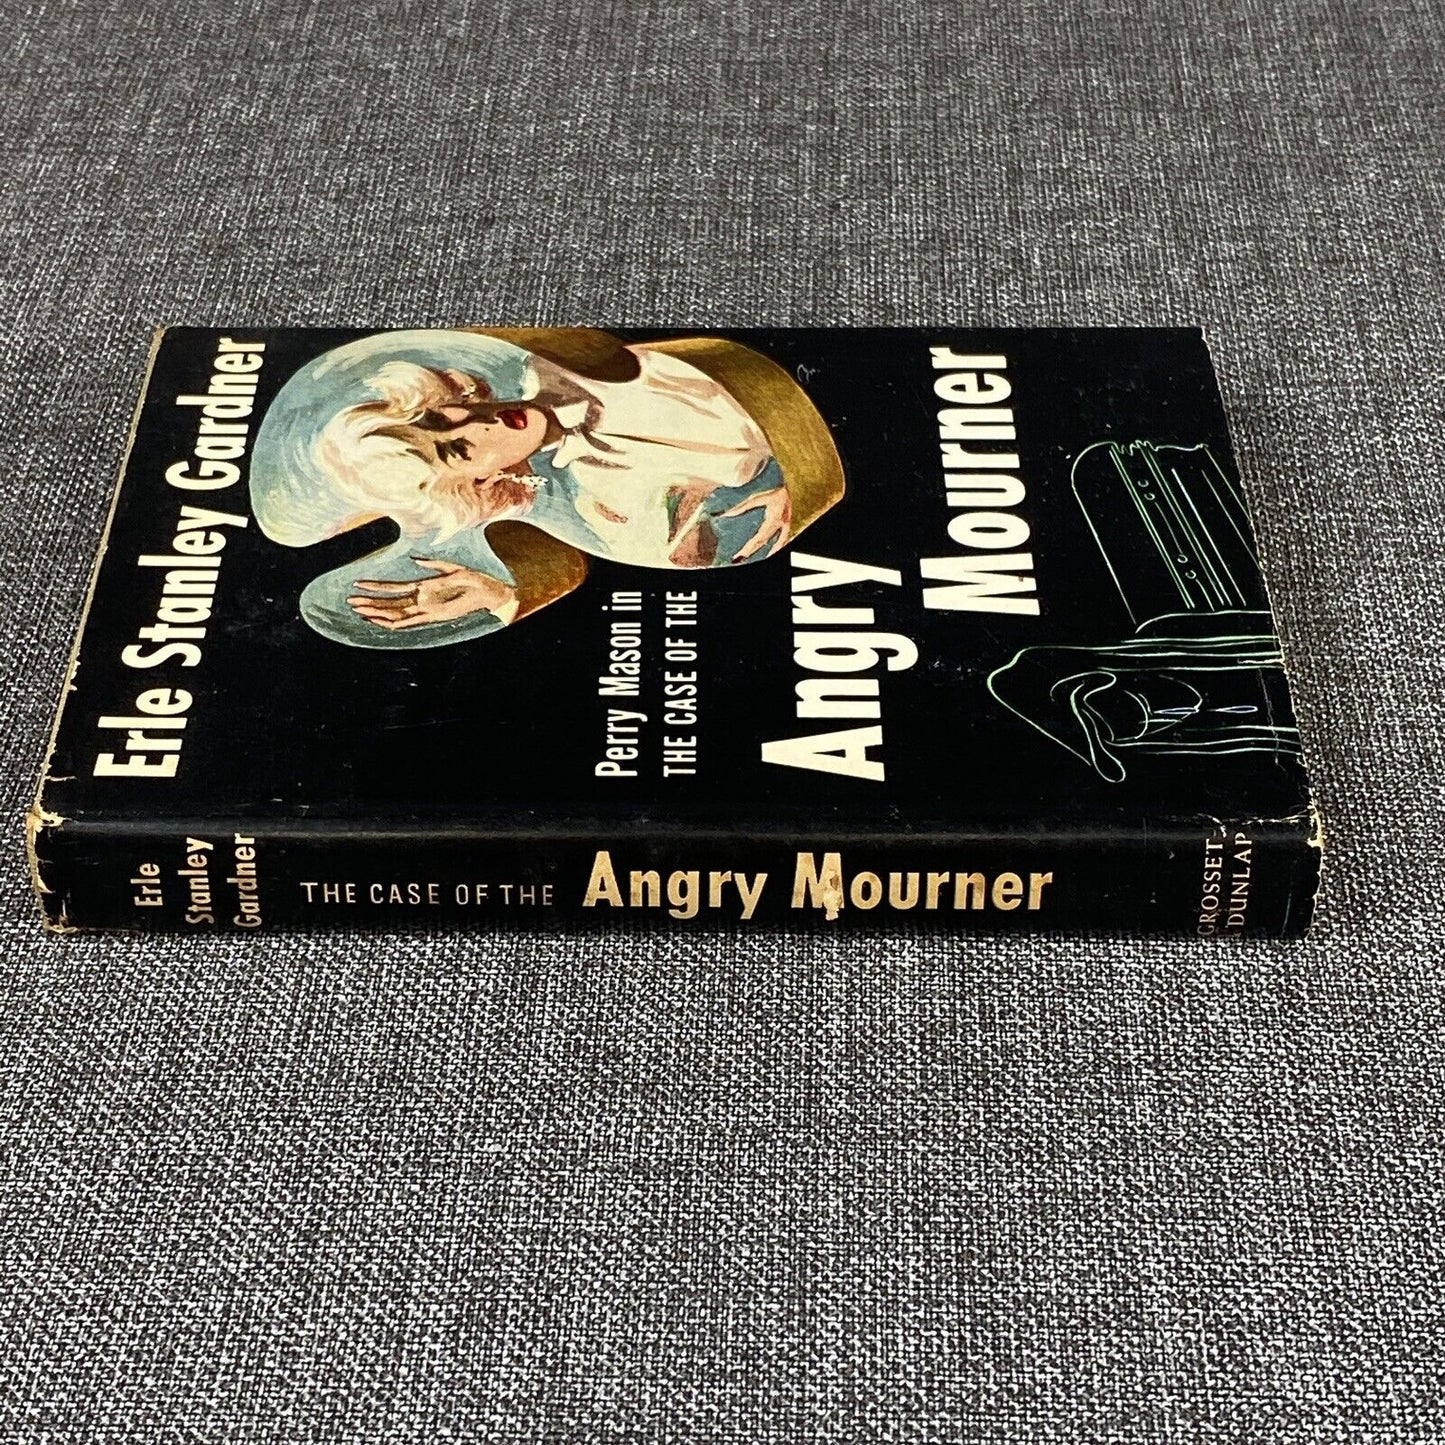 Erle Stanley Gardner
Perry Mason in
THE CASE OF THE
Angry
Mourner
Erle
Stanley
Gardner
THE CASE OF THE Angry Mourner
GROSSET
DUNLAP